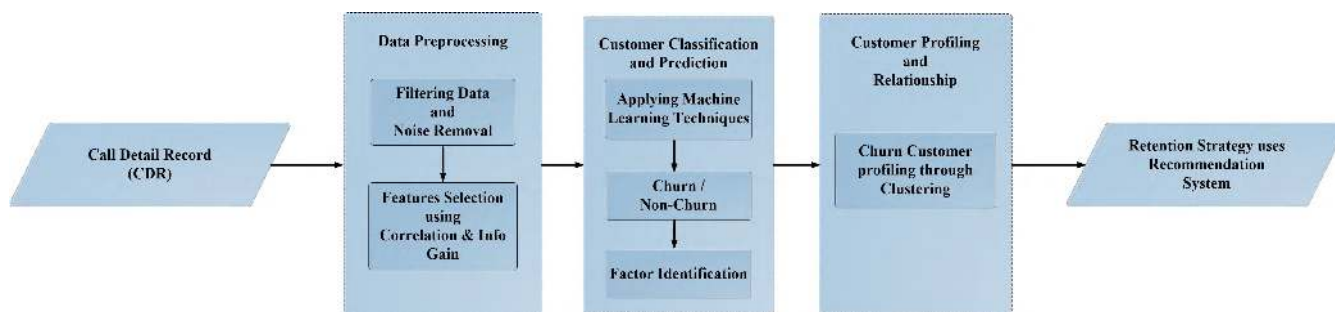 Call Detail Record
(CDR)
Data Preprocessing
Filtering Data
and
Noise Removal
Features Selection
using
Correlation & Info
Gain
Customer Classification
and Prediction
Applying Machine
Learning Techniques
Churn /
Non-Churn
Factor Identification
Customer Profiling
and
Relationship
Churn Customer
profiling through
Clustering
Retention Strategy uses
Recommendation
System